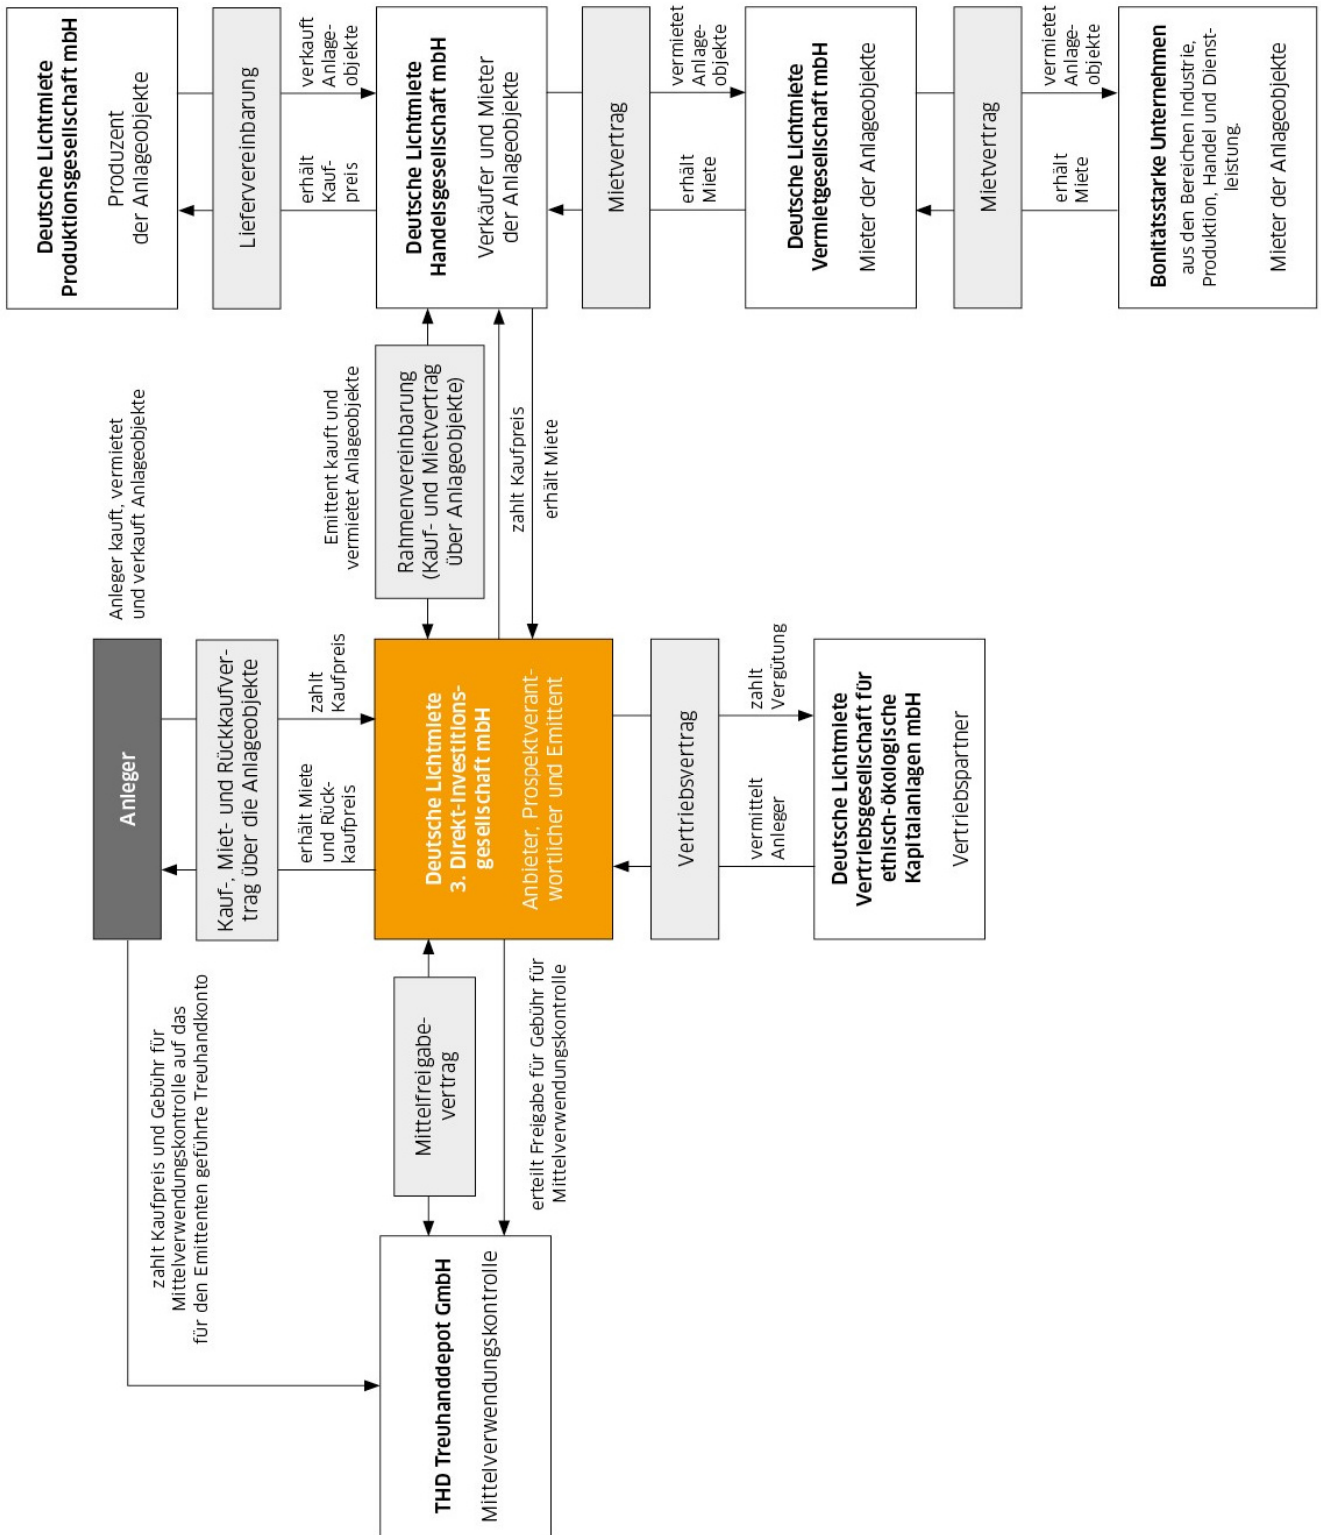 Anleger
Anleger kauft, vermietet
und verkauft Anlageobjekte
zahlt Kaufpreis und Gebühr für
Mittelverwendungskontrolle auf das
für den Emittenten geführte Treuhandkonto
Kauf-, Miet- und Rückkaufver-
trag über die Anlageobjekte
erhält Miete
und Rück-
kaufpreis
zahlt
Kaufpreis
THD Treuhanddepot GmbH
Mittelverwendungskontrolle
Mittelfreigabe-
vertrag
erteilt Freigabe für Gebühr für
Mittelverwendungskontrolle
Deutsche Lichtmiete
3. Direkt-Investitions-
gesellschaft mbH
Anbieter, Prospektverant-
wortlicher und Emittent
Emittent kauft und
vermietet Anlageobjekte
Rahmenvereinbarung
(Kauf- und Mietvertrag
über Anlageobjekte)
zahlt Kaufpreis
erhält Miete
Vertriebsvertrag
vermittelt
Anleger
zahlt
Vergütung
Deutsche Lichtmiete
Vertriebsgesellschaft für
ethisch-ökologische
Kapitalanlagen mbH
Vertriebspartner
Deutsche Lichtmiete
Produktionsgesellschaft mbH
Produzent
der Anlageobjekte
Liefervereinbarung
erhält
Kauf-
preis
verkauft
Anlage-
objekte
Deutsche Lichtmiete
Handelsgesellschaft mbH
Verkäufer und Mieter
der Anlageobjekte
Mietvertrag
erhält
Miete
vermietet
Anlage-
objekte
Deutsche Lichtmiete
Vermietgesellschaft mbH
Mieter der Anlageobjekte
Mietvertrag
erhält
Miete
vermietet
Anlage-
objekte
Bonitätsstarke Unternehmen
aus den Bereichen Industrie,
Produktion, Handel und Dienst-
leistung.
Mieter der Anlageobjekte